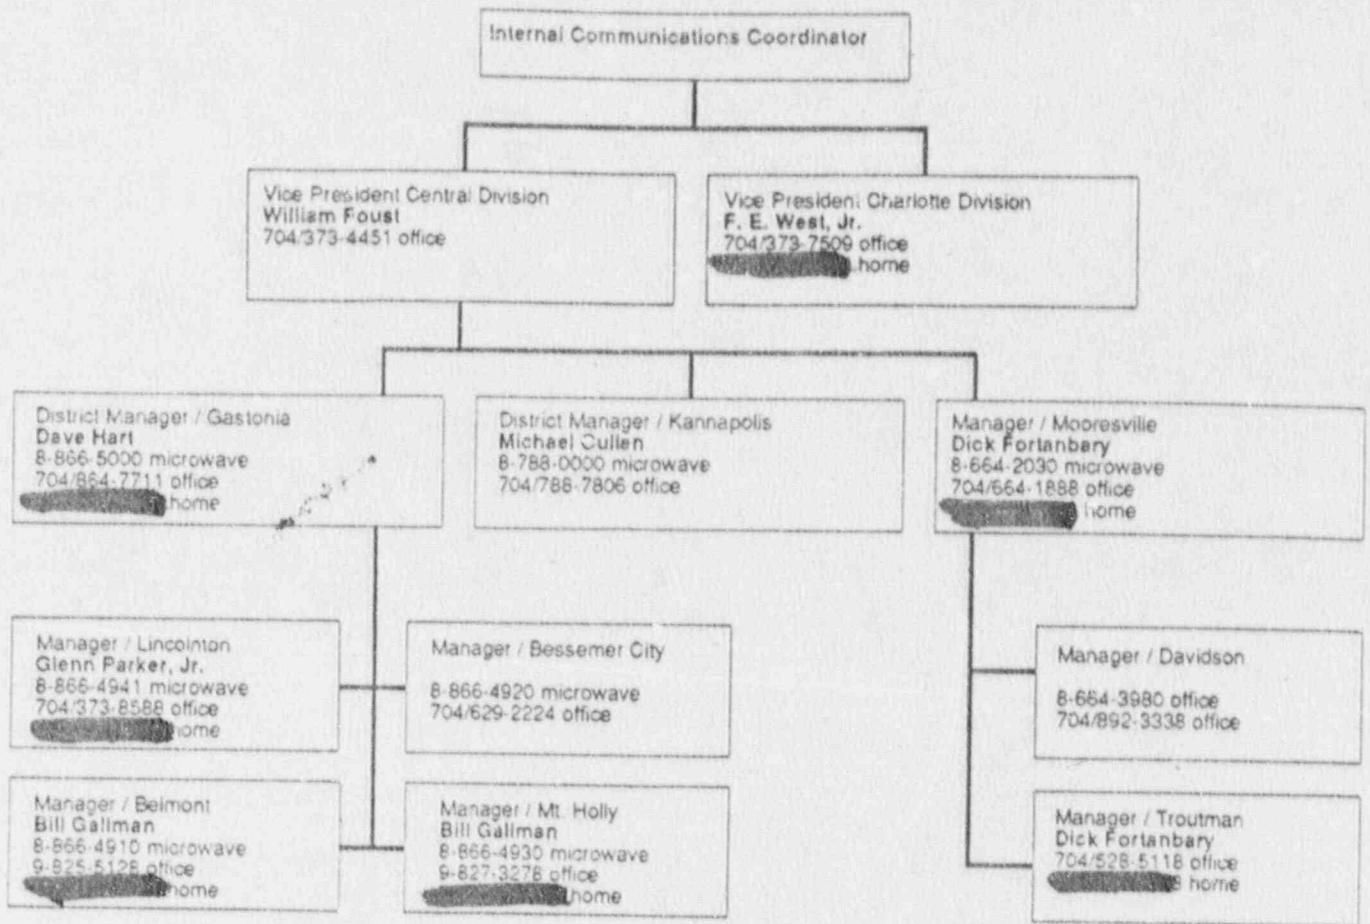 Internal Communications Coordinator
Vice President Central Division
William Foust
704/373-4451 office
Vice President Charlotte Division
F. E. West, Jr.
704/373-7509 office
home
District Manager / Gastonia
Dave Hart
8-866-5000 microwave
704/864-7711 office
home
District Manager / Kannapolis
Michael Cullen
8-788-0000 microwave
704/788-7806 office
Manager / Mooresville
Dick Fortanbary
8-664-2030 microwave
704/664-1888 office
home
Manager / Lincolnton
Glenn Parker, Jr.
8-866-4941 microwave
704/373-8588 office
home
Manager / Bessemer City
8-866-4920 microwave
704/629-2224 office
Manager / Davidson
8-664-3980 office
704/892-3338 office
Manager / Belmont
Bill Gallman
8-866-4910 microwave
9-825-5128 office
home
Manager / Mt. Holly
Bill Gallman
8-866-4930 microwave
9-827-3278 office
home
Manager / Troutman
Dick Fortanbary
704/528-5118 office
home